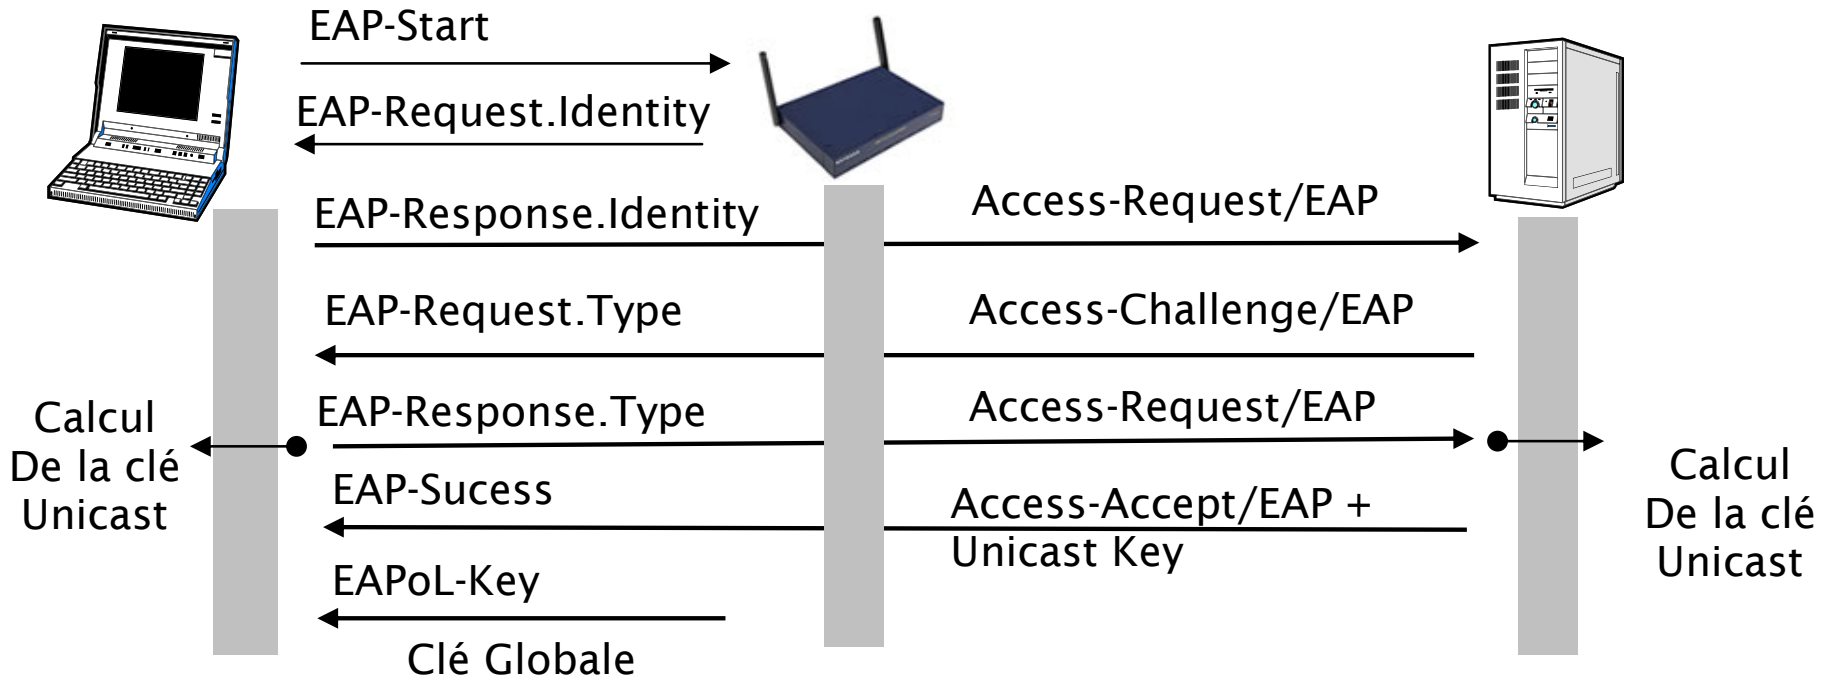 EAP-Start
EAP-Request.Identity
EAP-Response.Identity
Access-Request/EAP
EAP-Request.Type
Access-Challenge/EAP
EAP-Response.Type
Access-Request/EAP
Calcul
De la clé
Unicast
EAP-Sucess
Access-Accept/EAP +
Unicast Key
Calcul
De la clé
Unicast
EAPoL-Key
Clé Globale